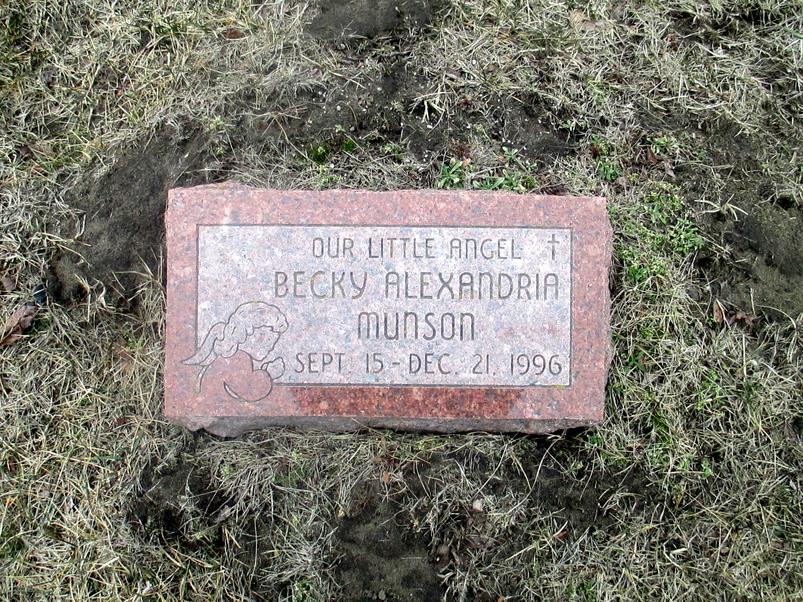 OUR LITTLE ANGEL
BECKY ALEXANDRIA
MUNSON
SEPT. 15 - DEC. 21, 1996